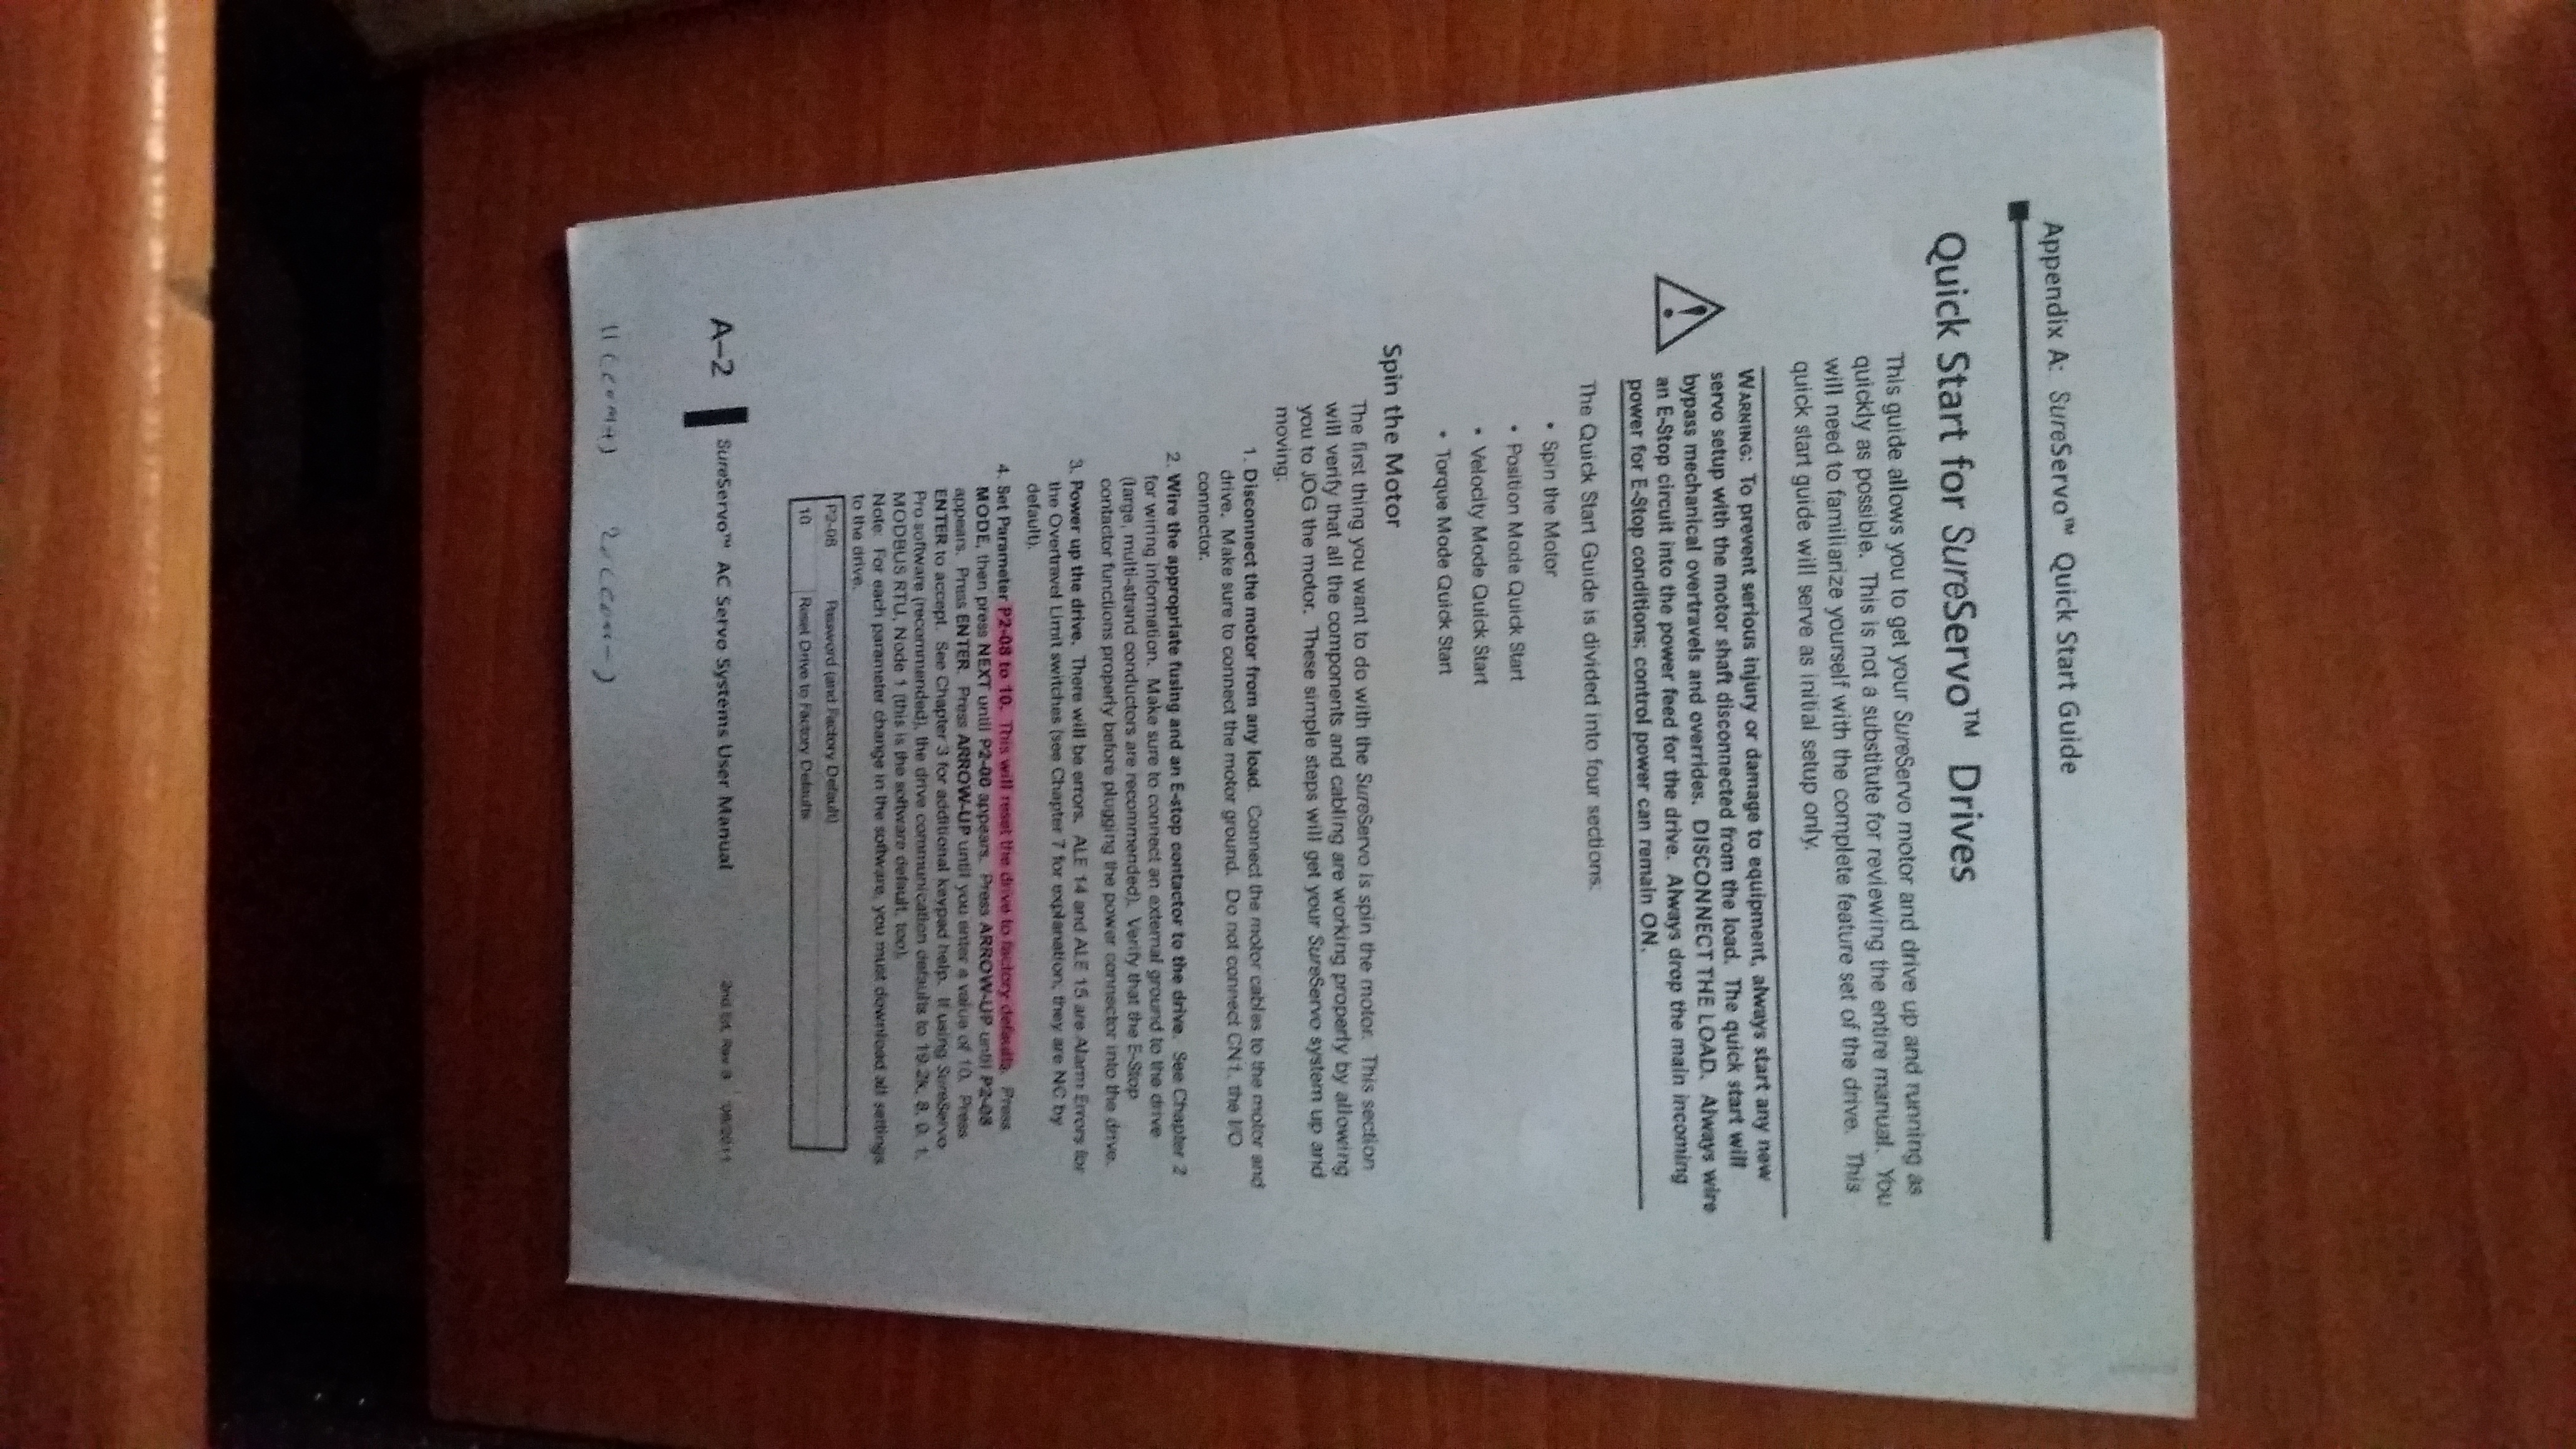 Appendix A: SureServo™ Quick Start Guide
Quick Start for SureServo™ Drives
This guide allows you to get your SureServo motor and drive up and running as
quickly as possible. This is not a substitute for reviewing the entire manual. You
will need to familiarize yourself with the complete feature set of the drive. This
quick start guide will serve as initial setup only.
WARNING: To prevent serious injury or damage to equipment, always start any new
servo setup with the motor shaft disconnected from the load. The quick start will
bypass mechanical overtravels and overrides. DISCONNECT THE LOAD. Always wire
an E-Stop circuit into the power feed for the drive. Always drop the main incoming
power for E-Stop conditions; control power can remain ON.
The Quick Start Guide is divided into four sections:
• Spin the Motor
• Position Mode Quick Start
• Velocity Mode Quick Start
• Torque Mode Quick Start
Spin the Motor
The first thing you want to do with the SureServo is spin the motor. This section
will verify that all the components and cabling are working properly by allowing
you to JOG the motor. These simple steps will get your SureServo system up and
moving:
1. Disconnect the motor from any load. Connect the motor cables to the motor and
drive. Make sure to connect the motor ground. Do not connect CN1, the I/O
connector.
2. Wire the appropriate fusing and an E-stop contactor to the drive. See Chapter 2
for wiring information. Make sure to connect an external ground to the drive
(large, multi-strand conductors are recommended). Verify that the E-Stop
contactor functions properly before plugging the power connector into the drive.
3. Power up the drive. There will be errors. ALE 14 and ALE 15 are Alarm Errors for
the Overtravel Limit switches (see Chapter 7 for explanation, they are NC by
default).
4. Set Parameter P2-08 to 10. This will reset the drive to factory defaults. Press
MODE, then press NEXT until P2-00 appears. Press ARROW-UP until P2-08
appears. Press ENTER. Press ARROW-UP until you enter a value of 10. Press
ENTER to accept. See Chapter 3 for additional keypad help. If using SureServo
Pro software (recommended), the drive communication defaults to 19.2k, 8, 0, 1,
MODBUS RTU, Node 1 (this is the software default, too).
Note: For each parameter change in the software, you must download all settings
to the drive.
P2-08 Password (and Factory Default)
10 Reset Drive to Factory Defaults
A–2 SureServo™ AC Servo Systems User Manual 2nd Ed, Rev B 08/2011
11 (com+)